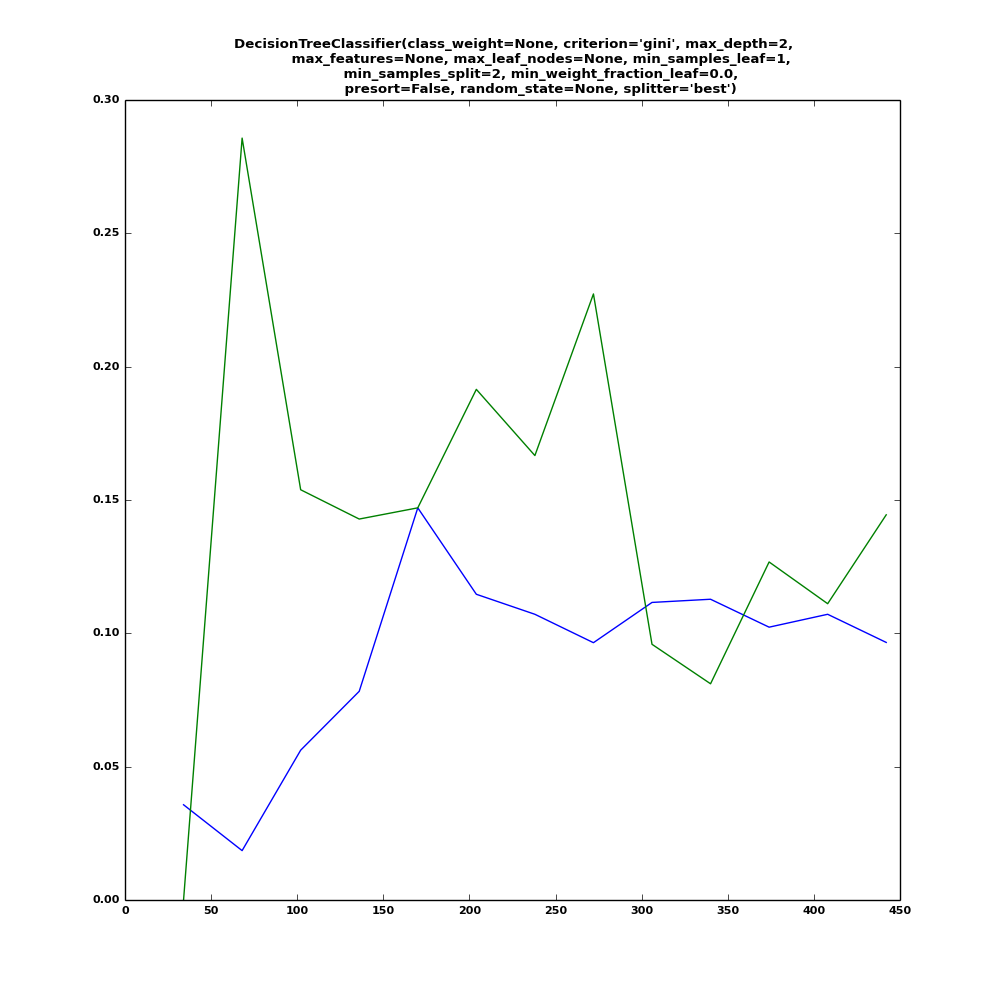 DecisionTreeClassifier(class_weight=None, criterion='gini', max_depth=2,
max_features=None, max_leaf_nodes=None, min_samples_leaf=1,
min_samples_split=2, min_weight_fraction_leaf=0.0,
presort=False, random_state=None, splitter='best')
0.30
0.25
0.20
0.15
0.10
0.05
0.00
0 50 100 150 200 250 300 350 400 450